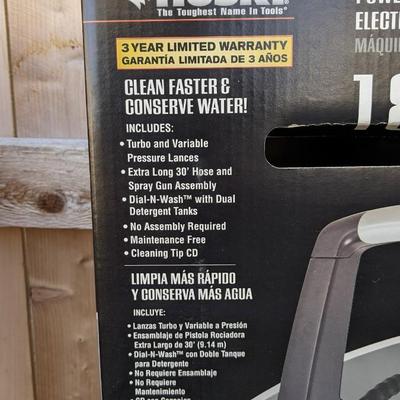 HUSKY
The Toughest Name In Tools™
ELECT
MÁQUI
18
3 YEAR LIMITED WARRANTY
GARANTÍA LIMITADA DE 3 AÑOS
CLEAN FASTER &
CONSERVE WATER!
INCLUDES:
• Turbo and Variable
Pressure Lances
• Extra Long 30' Hose and
Spray Gun Assembly
• Dial-N-Wash™ with Dual
Detergent Tanks
• No Assembly Required
• Maintenance Free
• Cleaning Tip CD
LIMPIA MÁS RÁPIDO
Y CONSERVA MÁS AGUA
INCLUYE:
• Lanzas Turbo y Variable a Presión
• Ensamblaje de Pistola Rociadora
Extra Largo de 30' (9.14 m)
• Dial-N-Wash™ con Doble Tanque
para Detergente
• No Requiere Ensamblaje
• No Requiere
Mantenimiento